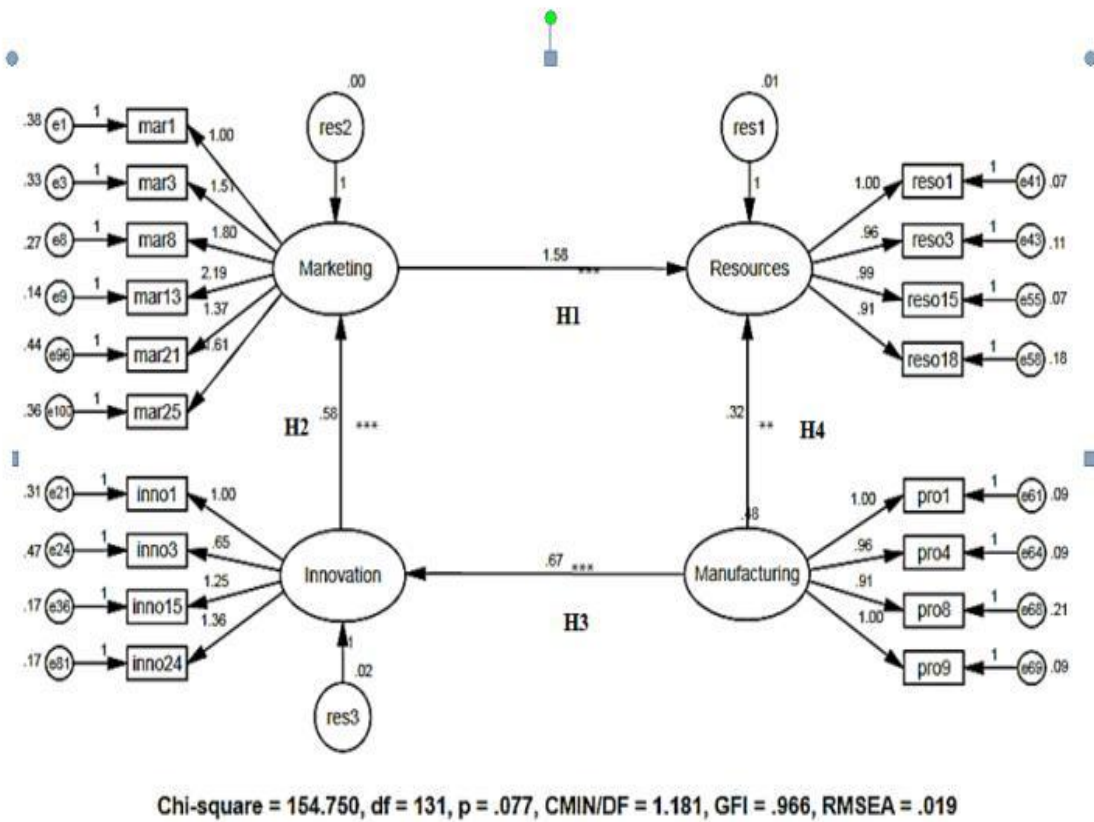 .00
.01
res2
res1
1
1
.38 e1 1 mar1 1.00
.33 e3 1 mar3 1.51
.27 e8 1 mar8 1.80
.14 e9 1 mar13 2.19
.44 e96 1 mar21 1.37
.36 e100 1 mar25 .61
Marketing
1.58
***
H1
Resources
1.00 reso1 1 e41 .07
.96 reso3 1 e43 .11
.99 reso15 1 e55 .07
.91 reso18 1 e58 .18
H2
.58
***
.32
**
H4
.31 e21 1 inno1 1.00
.47 e24 1 inno3 .65
.17 e36 1 inno15 1.25
.17 e81 1 inno24 1.36
Innovation
.67
***
H3
.48
Manufacturing
1.00 pro1 1 e61 .09
.96 pro4 1 e64 .09
.91 pro8 1 e68 .21
1.00 pro9 1 e69 .09
1
.02
res3
Chi-square = 154.750, df = 131, p = .077, CMIN/DF = 1.181, GFI = .966, RMSEA = .019